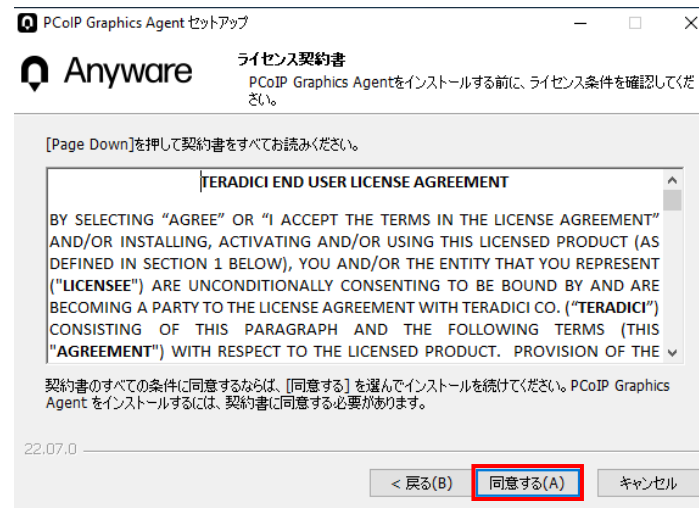 PCoIP Graphics Agent セットアップ
Anyware
ライセンス契約書
PCoIP Graphics Agentをインストールする前に、ライセンス条件を確認してくだ
さい。
[Page Down]を押して契約書をすべてお読みください。
TERADICI END USER LICENSE AGREEMENT
BY SELECTING “AGREE” OR “I ACCEPT THE TERMS IN THE LICENSE AGREEMENT”
AND/OR INSTALLING, ACTIVATING AND/OR USING THIS LICENSED PRODUCT (AS
DEFINED IN SECTION 1 BELOW), YOU AND/OR THE ENTITY THAT YOU REPRESENT
("LICENSEE") ARE UNCONDITIONALLY CONSENTING TO BE BOUND BY AND ARE
BECOMING A PARTY TO THE LICENSE AGREEMENT WITH TERADICI CO. (“TERADICI”)
CONSISTING OF THIS PARAGRAPH AND THE FOLLOWING TERMS (THIS
"AGREEMENT") WITH RESPECT TO THE LICENSED PRODUCT. PROVISION OF THE
契約書のすべての条件に同意するならば、[同意する] を選んでインストールを続けてください。PCoIP Graphics
Agent をインストールするには、契約書に同意する必要があります。
22.07.0
< 戻る(B) 同意する(A) キャンセル